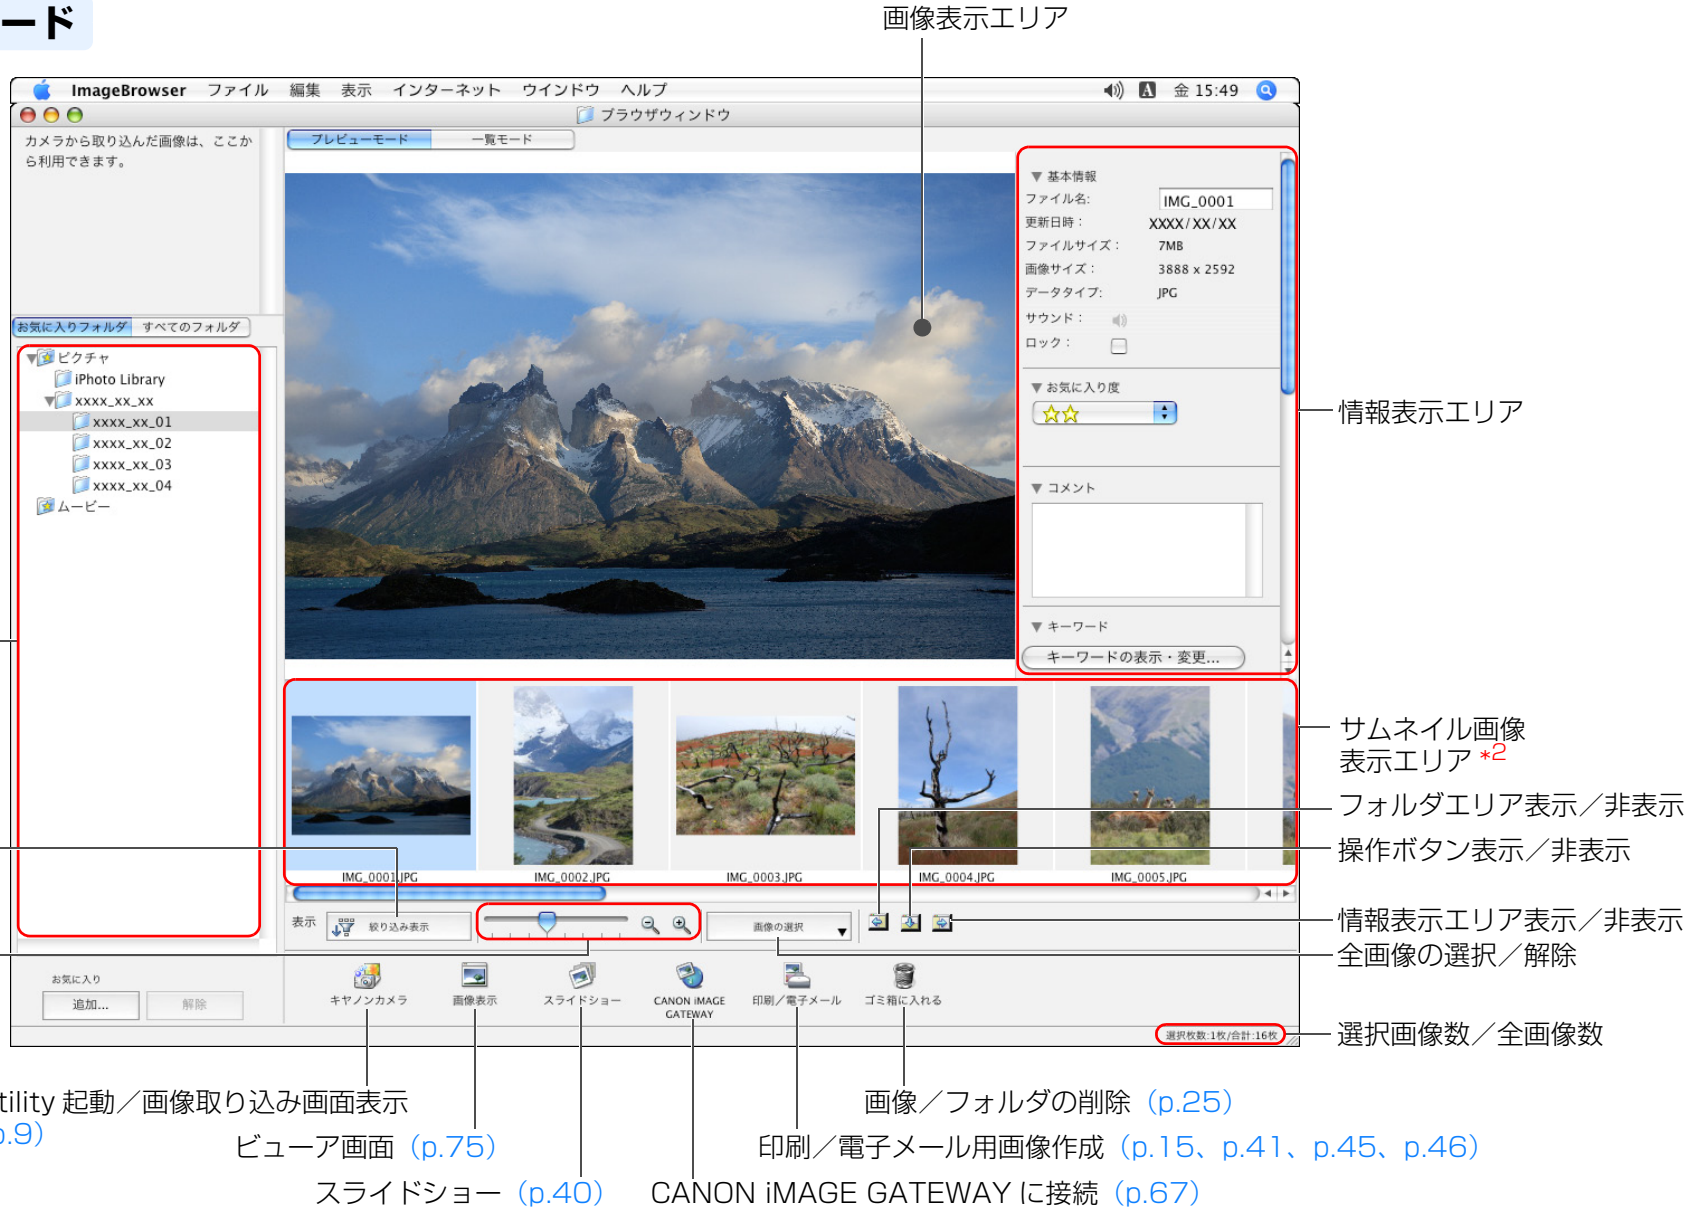 ード
画像表示エリア
ImageBrowser ファイル 編集 表示 インターネット ウインドウ ヘルプ
A 金 15:49
ブラウザウィンドウ
カメラから取り込んだ画像は、ここか
ら利用できます。
プレビューモード 一覧モード
お気に入りフォルダ すべてのフォルダ
ピクチャ
iPhoto Library
xxxx_xx_xx
xxxx_xx_01
xxxx_xx_02
xxxx_xx_03
xxxx_xx_04
ムービー
▼ 基本情報
ファイル名: IMG_0001
更新日時： XXXX/XX/XX
ファイルサイズ： 7MB
画像サイズ： 3888 x 2592
データタイプ: JPG
サウンド：
ロック：
▼ お気に入り度
▼ コメント
▼ キーワード
キーワードの表示・変更...
情報表示エリア
サムネイル画像
表示エリア *2
フォルダエリア表示／非表示
操作ボタン表示／非表示
情報表示エリア表示／非表示
全画像の選択／解除
選択画像数／全画像数
IMG_0001.JPG IMG_0002.JPG IMG_0003.JPG IMG_0004.JPG IMG_0005.JPG
表示 絞り込み表示 画像の選択
お気に入り
追加... 解除
キヤノンカメラ 画像表示 スライドショー CANON iMAGE GATEWAY 印刷／電子メール ゴミ箱に入れる
選択枚数:1枚/合計:16枚
tility 起動／画像取り込み画面表示
p.9）
ビューア画面（p.75）
スライドショー（p.40）
CANON iMAGE GATEWAY に接続（p.67）
印刷／電子メール用画像作成（p.15、p.41、p.45、p.46）
画像／フォルダの削除（p.25）